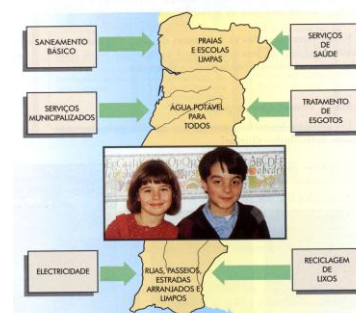 SANEAMENTO
BÁSICO
PRAIAS
E ESCOLAS
LIMPAS
SERVIÇOS
DE
SAÚDE
SERVIÇOS
MUNICIPALIZADOS
ÁGUA POTÁVEL
PARA
TODOS
TRATAMENTO
DE
ESGOTOS
ELECTRICIDADE
RUAS, PASSEIOS,
ESTRADAS
ARRANJADOS E
LIMPOS
RECICLAGEM
DE
LIXOS